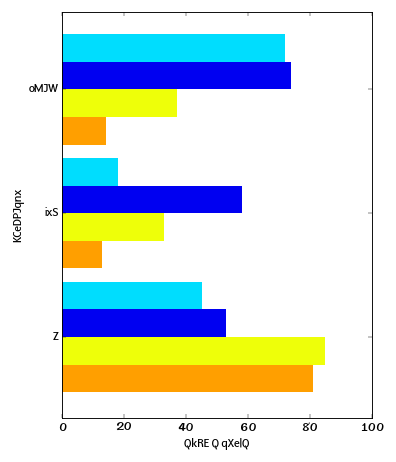 oMJW
ixS
Z
KCeDPJqnx
0 20 40 60 80 100
QkRE Q qXelQ